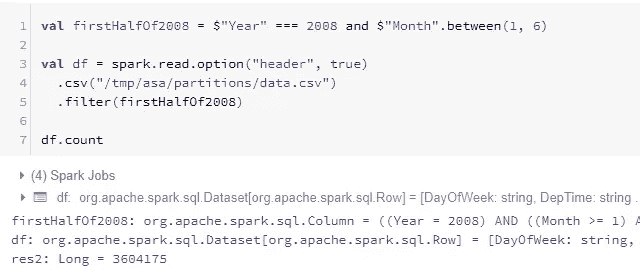 1 val firstHalfOf2008 = $"Year" === 2008 and $"Month".between(1, 6)
2
3 val df = spark.read.option("header", true)
4 .csv("/tmp/asa/partitions/data.csv")
5 .filter(firstHalfOf2008)
6
7 df.count
(4) Spark Jobs
df: org.apache.spark.sql.Dataset[org.apache.spark.sql.Row] = [DayOfWeek: string, DepTime: string .
firstHalfOf2008: org.apache.spark.sql.Column = ((Year = 2008) AND ((Month >= 1) A
df: org.apache.spark.sql.Dataset[org.apache.spark.sql.Row] = [DayOfWeek: string,
res2: Long = 3604175